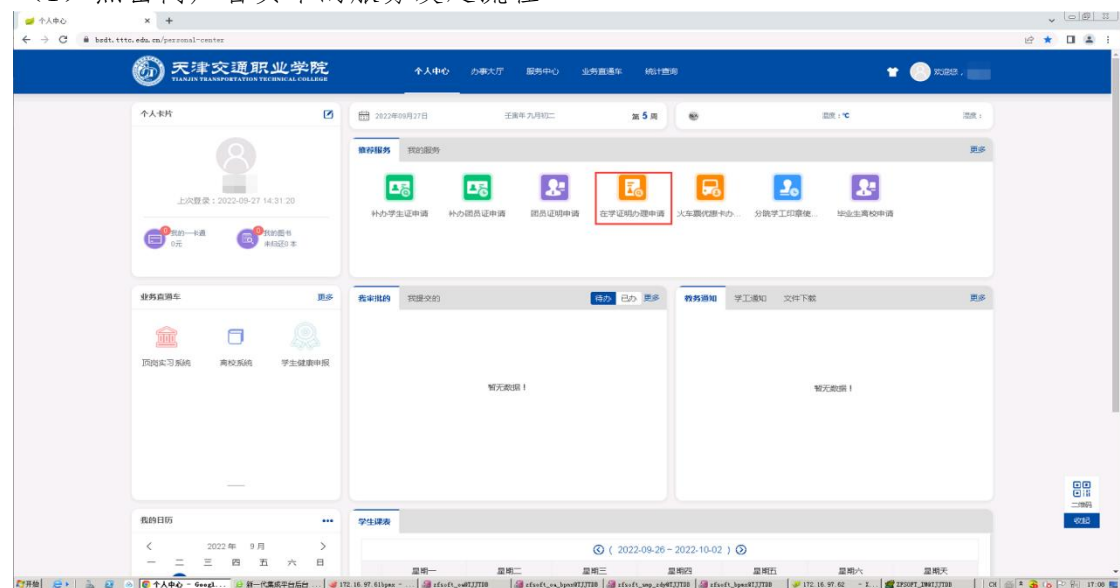 个人中心
bsdt.tttc.edu.cn/personal-center
天津交通职业学院
TIANJIN TRANSPORTATION TECHNICAL COLLEGE
个人中心 办事大厅 服务中心 业务直通车 统计查询
欢迎您，
个人卡片
2022年09月27日 壬寅年 九月初二 第 5 周 温度：℃ 湿度：
推荐服务 我的服务 更多
上次登录：2022-09-27 14:31:20
补办学生证申请 补办团员证申请 团员证明申请 在学证明办理申请 火车票优惠卡办... 分院学工印章使... 毕业生离校申请
0 我的一卡通
0元
0 我的图书
未归还0 本
业务直通车 更多
我审批的 我提交的 待办 已办 更多
教务通知 学工通知 文件下载 更多
顶岗实习系统 离校系统 学生健康申报
暂无数据！ 暂无数据！
二维码
收起
我的日历
学生课表
2022 年 9 月
( 2022-09-26 ~ 2022-10-02 )
一 二 三 四 五 六 日
星期一 星期二 星期三 星期四 星期五 星期六 星期天
开始 个人中心 - Googl... 新一代集成平台后台 ... 17:00